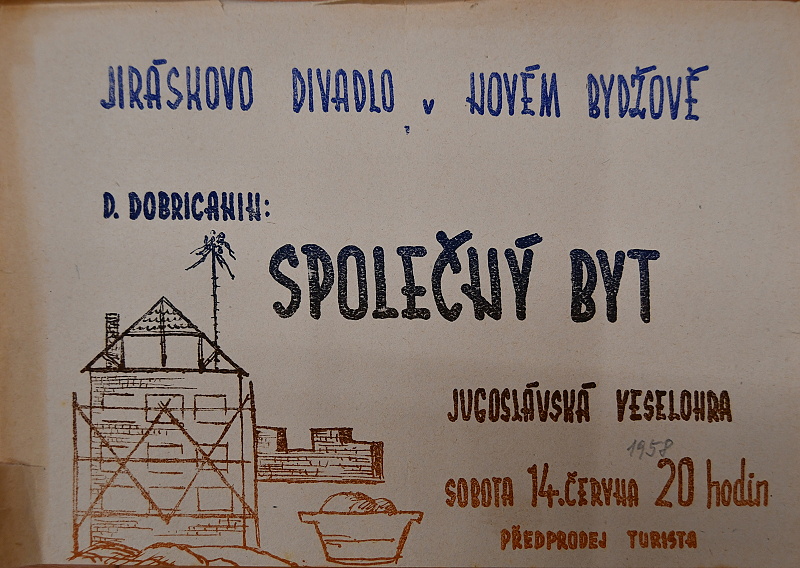 JIRÁSKOVO DIVADLO v NOVÉM BYDŽOVĚ
D. DOBRICANIN:
SPOLEČNÝ BYT
JUGOSLÁVSKÁ VESELOHRA
1958
SOBOTA 14. ČERVNA 20 hodin
PŘEDPRODEJ TURISTA